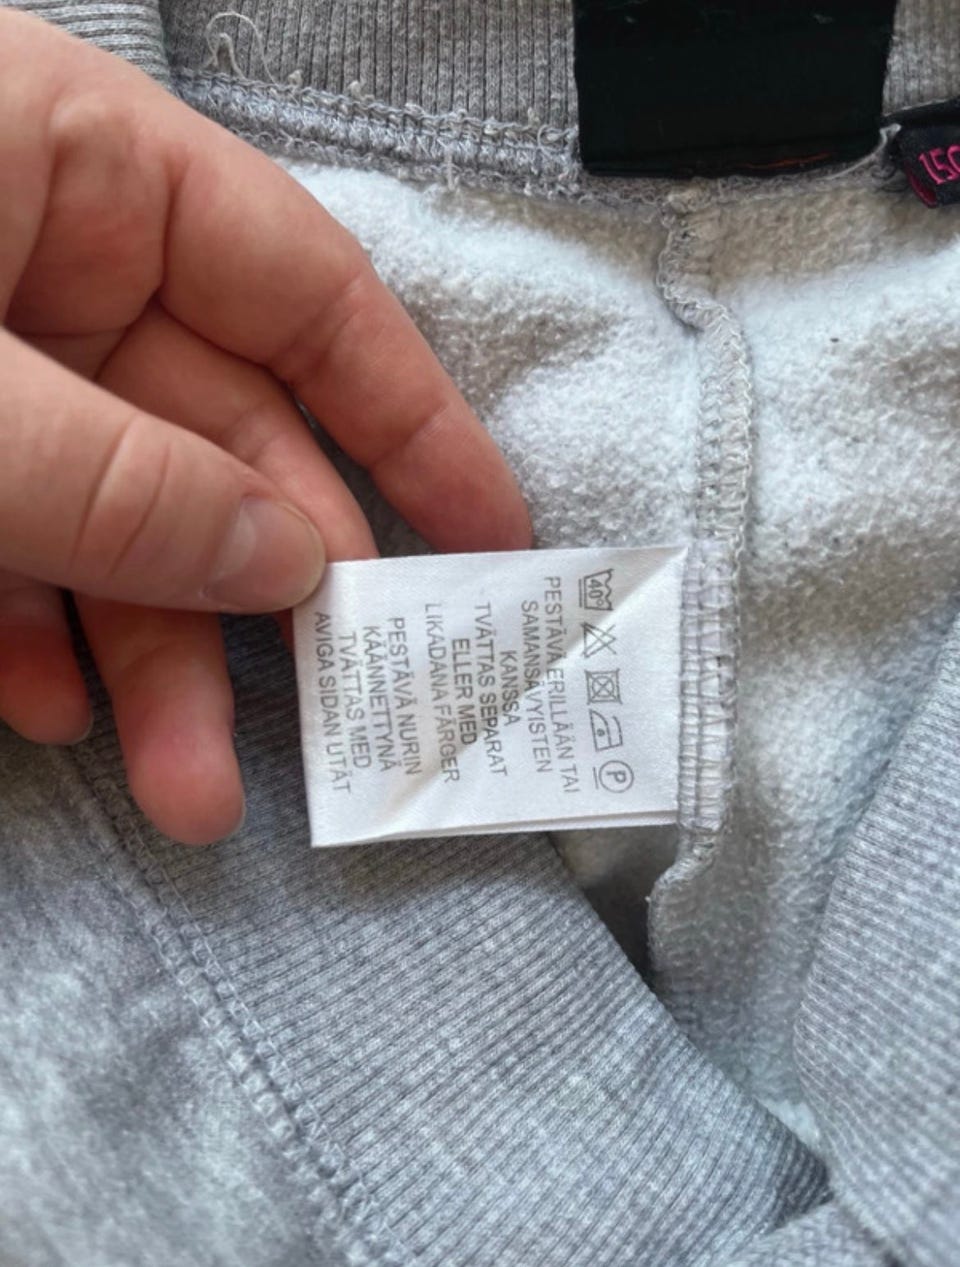 40°
P
PESTÄVÄ ERILLÄÄN TAI
SAMANSÄVYISTEN
KANSSA
TVÄTTAS SEPARAT
ELLER MED
LIKADANA FÄRGER
PESTÄVÄ NURIN
KÄÄNNETTYNÄ
TVÄTTAS MED
AVIGA SIDAN UTÅT